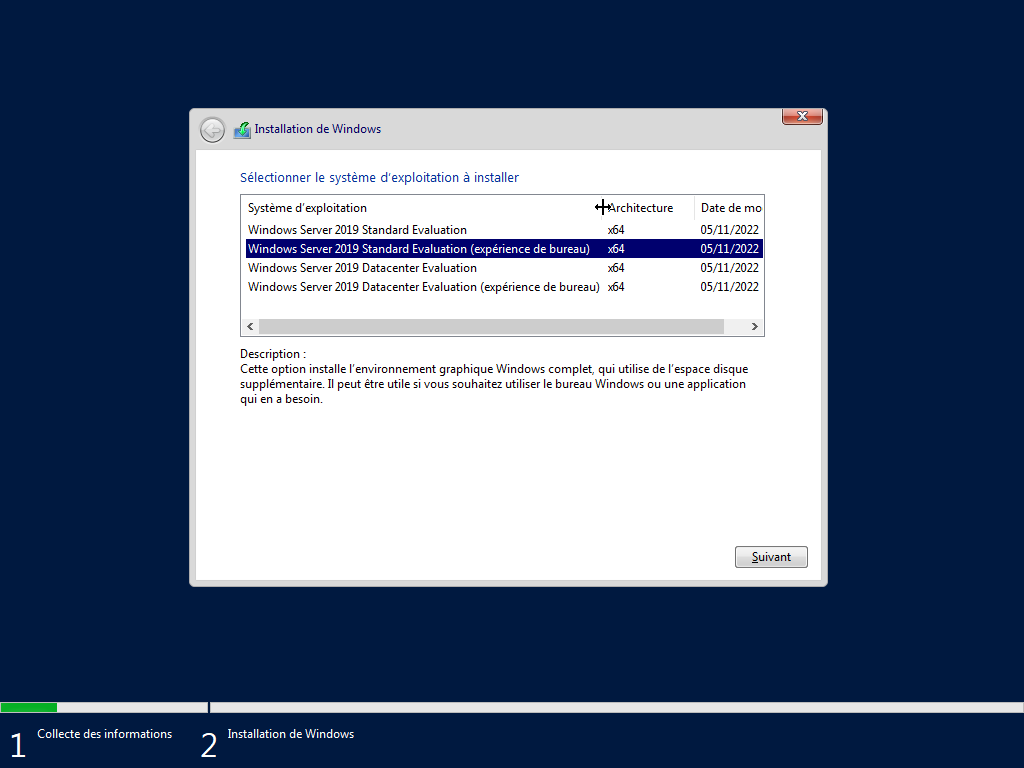 Installation de Windows
Sélectionner le système d'exploitation à installer
Système d'exploitation Architecture Date de mo
Windows Server 2019 Standard Evaluation x64 05/11/2022
Windows Server 2019 Standard Evaluation (expérience de bureau) x64 05/11/2022
Windows Server 2019 Datacenter Evaluation x64 05/11/2022
Windows Server 2019 Datacenter Evaluation (expérience de bureau) x64 05/11/2022
Description :
Cette option installe l'environnement graphique Windows complet, qui utilise de l'espace disque
supplémentaire. Il peut être utile si vous souhaitez utiliser le bureau Windows ou une application
qui en a besoin.
Suivant
1 Collecte des informations 2 Installation de Windows